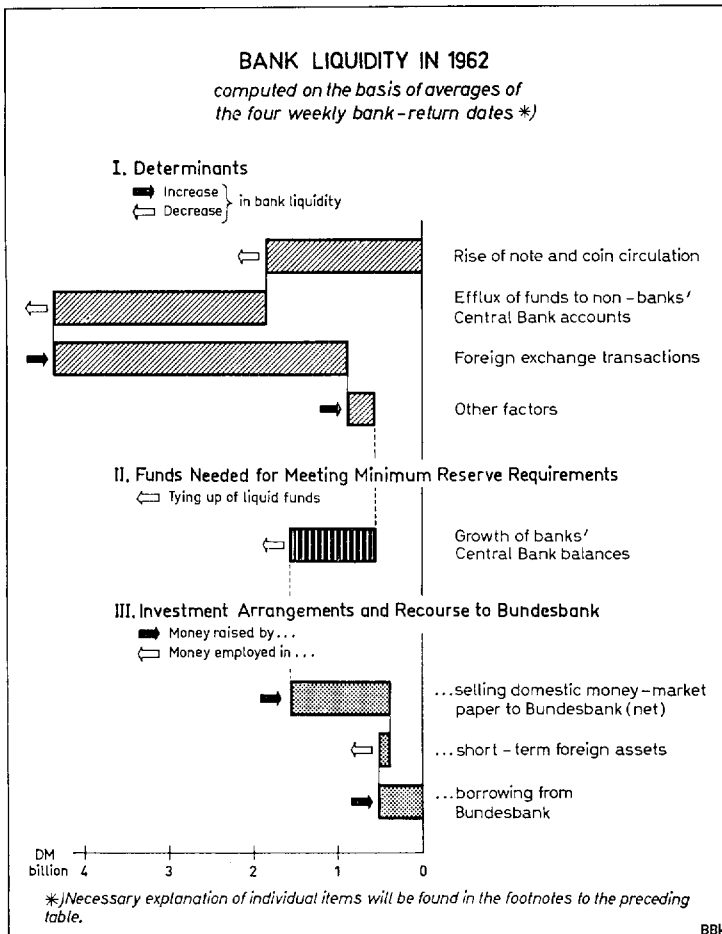 BANK LIQUIDITY IN 1962
computed on the basis of averages of
the four weekly bank-return dates *)
I. Determinants
Increase
Decrease
in bank liquidity
Rise of note and coin circulation
Efflux of funds to non-banks'
Central Bank accounts
Foreign exchange transactions
Other factors
II. Funds Needed for Meeting Minimum Reserve Requirements
Tying up of liquid funds
Growth of banks'
Central Bank balances
III. Investment Arrangements and Recourse to Bundesbank
Money raised by...
Money employed in...
...selling domestic money-market
paper to Bundesbank (net)
...short-term foreign assets
...borrowing from
Bundesbank
DM
billion 4 3 2 1 0
*) Necessary explanation of individual items will be found in the footnotes to the preceding
table.